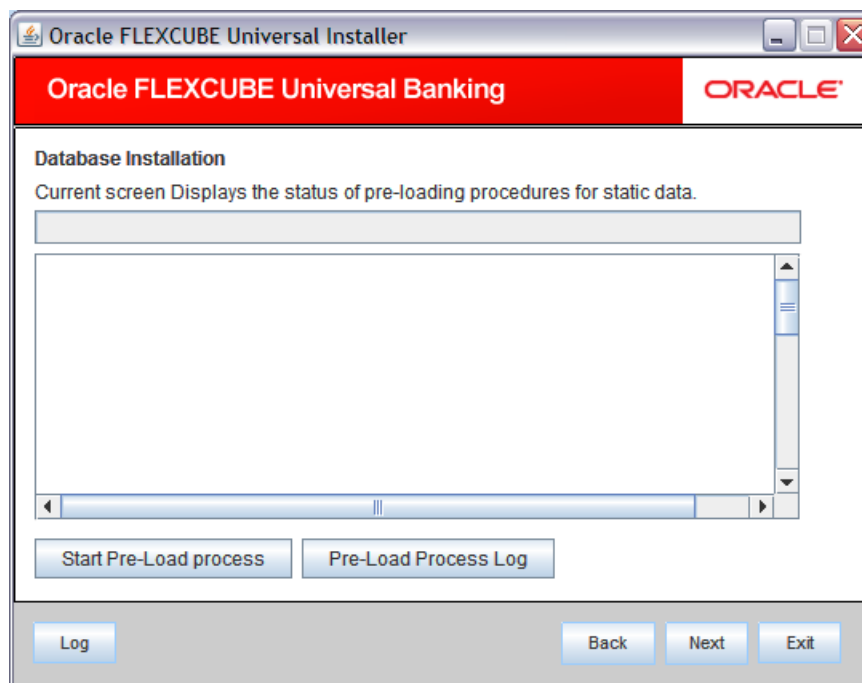 Oracle FLEXCUBE Universal Installer
Oracle FLEXCUBE Universal Banking
ORACLE
Database Installation
Current screen Displays the status of pre-loading procedures for static data.
Start Pre-Load process
Pre-Load Process Log
Log
Back
Next
Exit